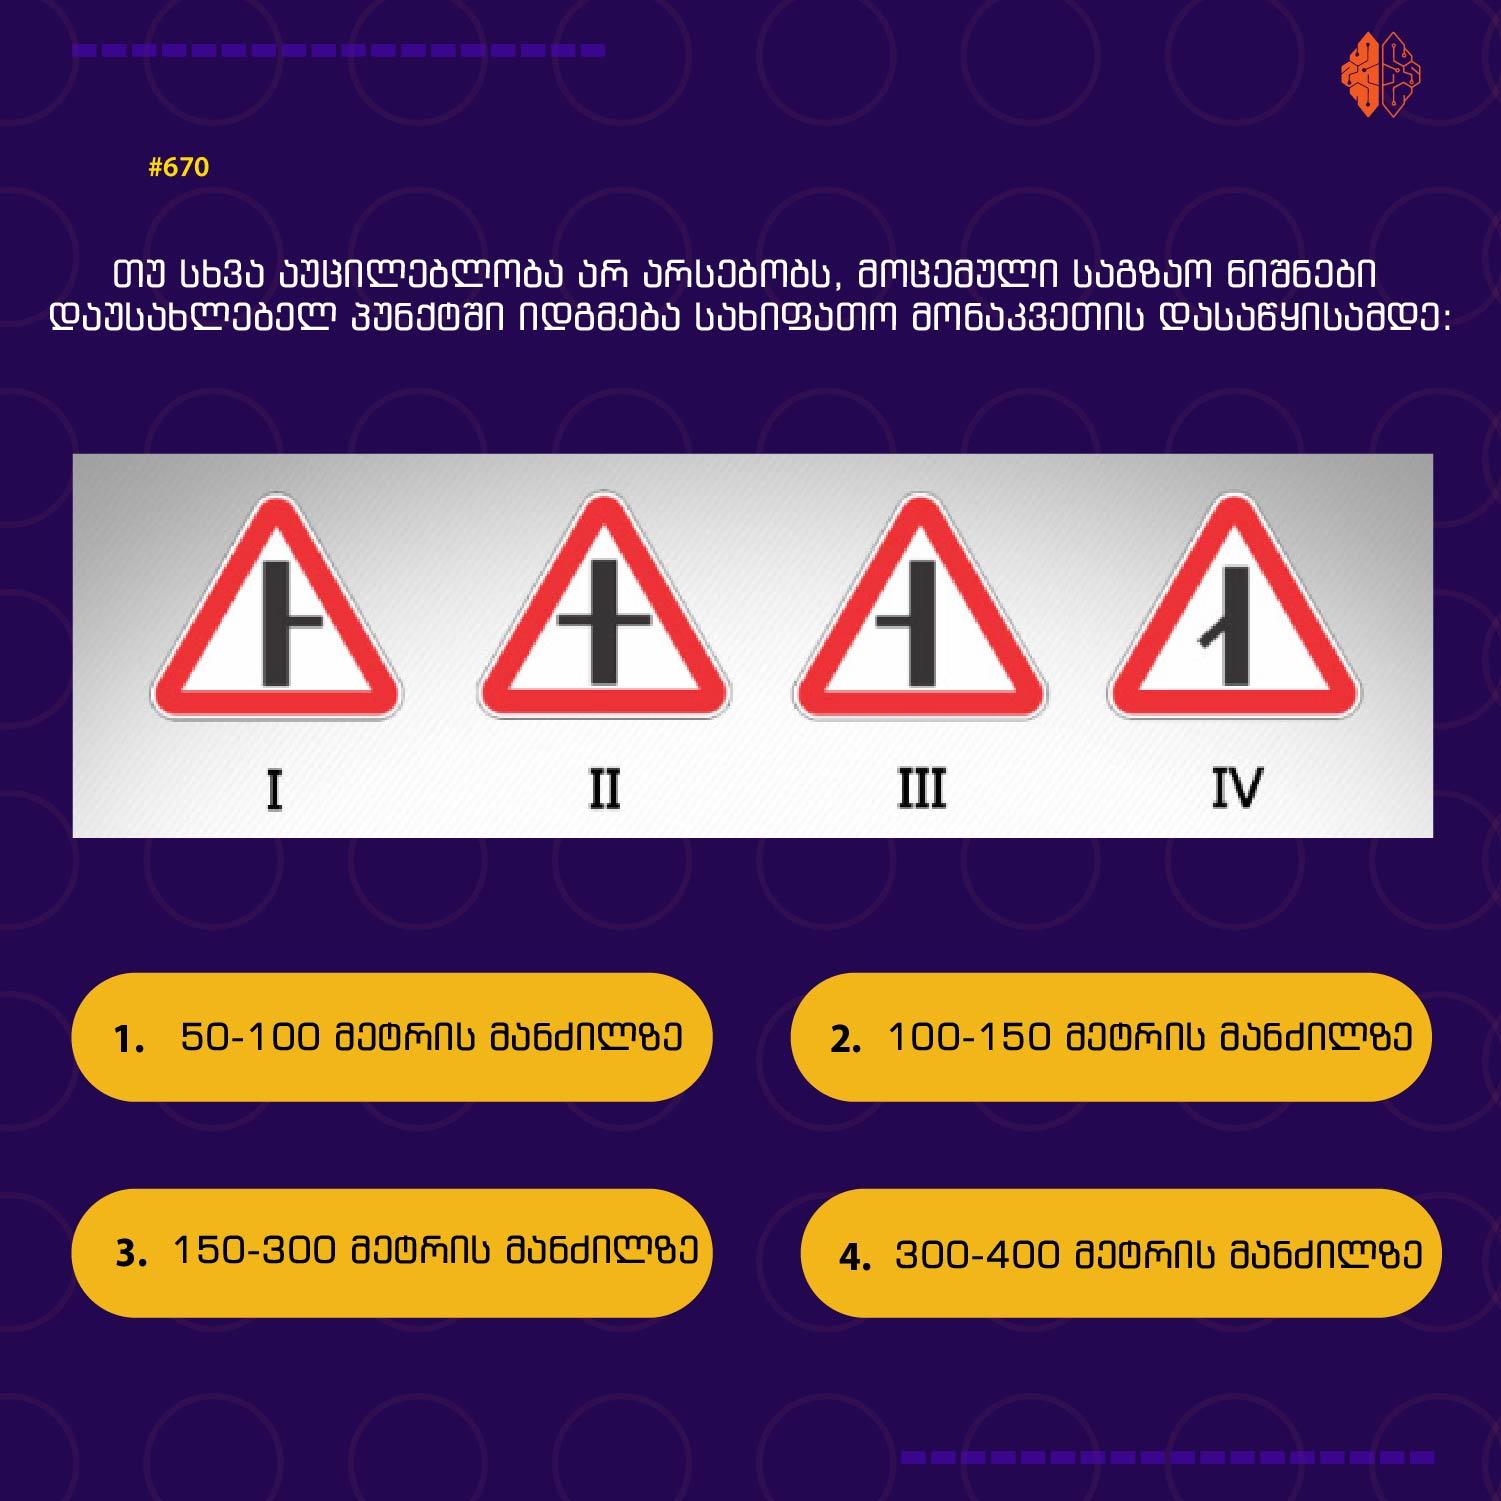 #670
თუ სხვა აუცილებლობა არ არსებობს, მოცემული საგზაო ნიშნები
დაუსახლებელ პუნქტში იდგმება სახიფათო მონაკვეთის დასაწყისამდე:
I II III IV
1. 50-100 მეტრის მანძილზე
2. 100-150 მეტრის მანძილზე
3. 150-300 მეტრის მანძილზე
4. 300-400 მეტრის მანძილზე